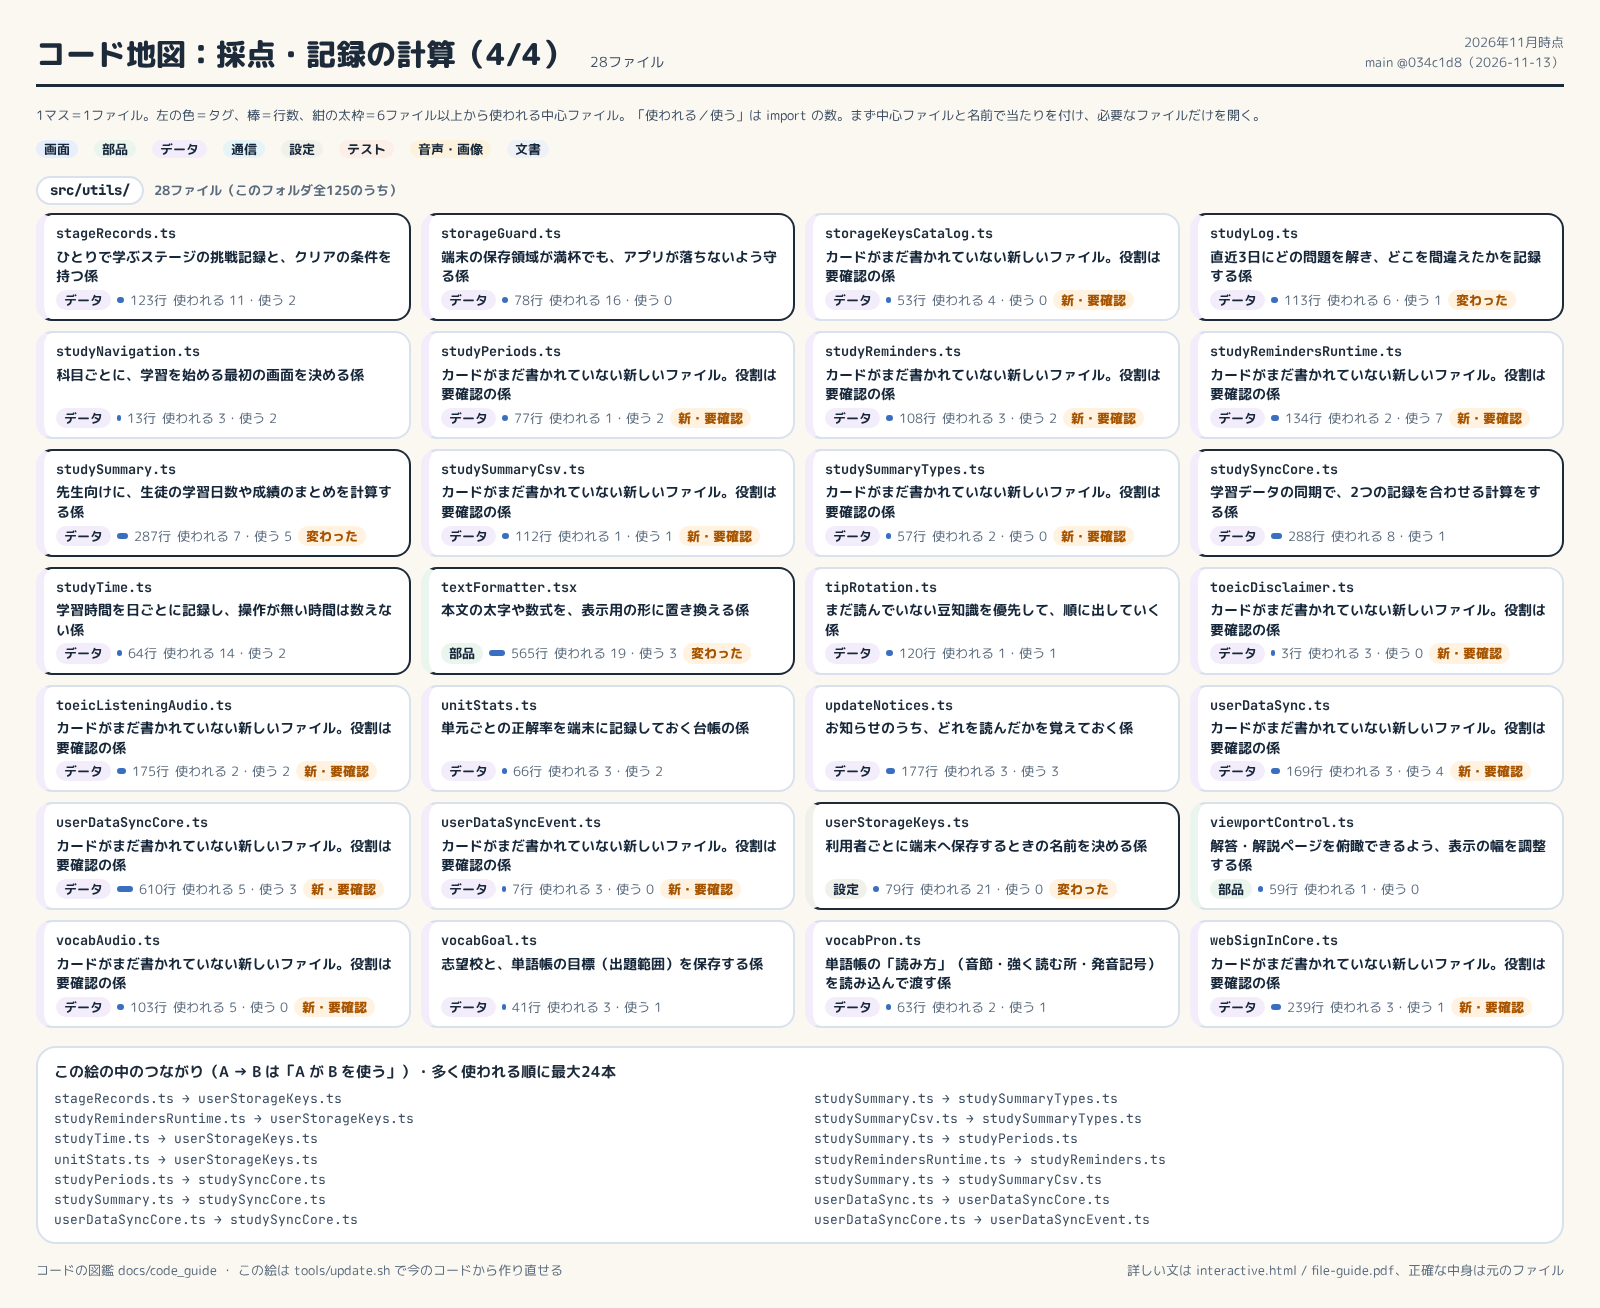 コード地図：採点・記録の計算（4/4） 28ファイル
2026年11月時点
main @034c1d8（2026-11-13）
1マス＝1ファイル。左の色＝タグ、棒＝行数、紺の太枠＝6ファイル以上から使われる中心ファイル。「使われる／使う」は import の数。まず中心ファイルと名前で当たりを付け、必要なファイルだけを開く。
画面 部品 データ 通信 設定 テスト 音声・画像 文書
src/utils/ 28ファイル（このフォルダ全125のうち）
stageRecords.ts
ひとりで学ぶステージの挑戦記録と、クリアの条件を
持つ係
データ 123行 使われる 11・使う 2
storageGuard.ts
端末の保存領域が満杯でも、アプリが落ちないよう守
る係
データ 78行 使われる 16・使う 0
storageKeysCatalog.ts
カードがまだ書かれていない新しいファイル。役割は
要確認の係
データ 53行 使われる 4・使う 0 新・要確認
studyLog.ts
直近3日にどの問題を解き、どこを間違えたかを記録
する係
データ 113行 使われる 6・使う 1 変わった
studyNavigation.ts
科目ごとに、学習を始める最初の画面を決める係
データ 13行 使われる 3・使う 2
studyPeriods.ts
カードがまだ書かれていない新しいファイル。役割は
要確認の係
データ 77行 使われる 1・使う 2 新・要確認
studyReminders.ts
カードがまだ書かれていない新しいファイル。役割は
要確認の係
データ 108行 使われる 3・使う 2 新・要確認
studyRemindersRuntime.ts
カードがまだ書かれていない新しいファイル。役割は
要確認の係
データ 134行 使われる 2・使う 7 新・要確認
studySummary.ts
先生向けに、生徒の学習日数や成績のまとめを計算す
る係
データ 287行 使われる 7・使う 5 変わった
studySummaryCsv.ts
カードがまだ書かれていない新しいファイル。役割は
要確認の係
データ 112行 使われる 1・使う 1 新・要確認
studySummaryTypes.ts
カードがまだ書かれていない新しいファイル。役割は
要確認の係
データ 57行 使われる 2・使う 0 新・要確認
studySyncCore.ts
学習データの同期で、2つの記録を合わせる計算をす
る係
データ 288行 使われる 8・使う 1
studyTime.ts
学習時間を日ごとに記録し、操作が無い時間は数えな
い係
データ 64行 使われる 14・使う 2
textFormatter.tsx
本文の太字や数式を、表示用の形に置き換える係
部品 565行 使われる 19・使う 3 変わった
tipRotation.ts
まだ読んでいない豆知識を優先して、順に出していく
係
データ 120行 使われる 1・使う 1
toeicDisclaimer.ts
カードがまだ書かれていない新しいファイル。役割は
要確認の係
データ 3行 使われる 3・使う 0 新・要確認
toeicListeningAudio.ts
カードがまだ書かれていない新しいファイル。役割は
要確認の係
データ 175行 使われる 2・使う 2 新・要確認
unitStats.ts
単元ごとの正解率を端末に記録しておく台帳の係
データ 66行 使われる 3・使う 2
updateNotices.ts
お知らせのうち、どれを読んだかを覚えておく係
データ 177行 使われる 3・使う 3
userDataSync.ts
カードがまだ書かれていない新しいファイル。役割は
要確認の係
データ 169行 使われる 3・使う 4 新・要確認
userDataSyncCore.ts
カードがまだ書かれていない新しいファイル。役割は
要確認の係
データ 610行 使われる 5・使う 3 新・要確認
userDataSyncEvent.ts
カードがまだ書かれていない新しいファイル。役割は
要確認の係
データ 7行 使われる 3・使う 0 新・要確認
userStorageKeys.ts
利用者ごとに端末へ保存するときの名前を決める係
設定 79行 使われる 21・使う 0 変わった
viewportControl.ts
解答・解説ページを俯瞰できるよう、表示の幅を調整
する係
部品 59行 使われる 1・使う 0
vocabAudio.ts
カードがまだ書かれていない新しいファイル。役割は
要確認の係
データ 103行 使われる 5・使う 0 新・要確認
vocabGoal.ts
志望校と、単語帳の目標（出題範囲）を保存する係
データ 41行 使われる 3・使う 1
vocabPron.ts
単語帳の「読み方」（音節・強く読む所・発音記号）
を読み込んで渡す係
データ 63行 使われる 2・使う 1
webSignInCore.ts
カードがまだ書かれていない新しいファイル。役割は
要確認の係
データ 239行 使われる 3・使う 1 新・要確認
この絵の中のつながり（A → B は「A が B を使う」）・多く使われる順に最大24本
stageRecords.ts → userStorageKeys.ts
studyRemindersRuntime.ts → userStorageKeys.ts
studyTime.ts → userStorageKeys.ts
unitStats.ts → userStorageKeys.ts
studyPeriods.ts → studySyncCore.ts
studySummary.ts → studySyncCore.ts
userDataSyncCore.ts → studySyncCore.ts
studySummary.ts → studySummaryTypes.ts
studySummaryCsv.ts → studySummaryTypes.ts
studySummary.ts → studyPeriods.ts
studyRemindersRuntime.ts → studyReminders.ts
studySummary.ts → studySummaryCsv.ts
userDataSync.ts → userDataSyncCore.ts
userDataSyncCore.ts → userDataSyncEvent.ts
コードの図鑑 docs/code_guide ・ この絵は tools/update.sh で今のコードから作り直せる
詳しい文は interactive.html / file-guide.pdf、正確な中身は元のファイル